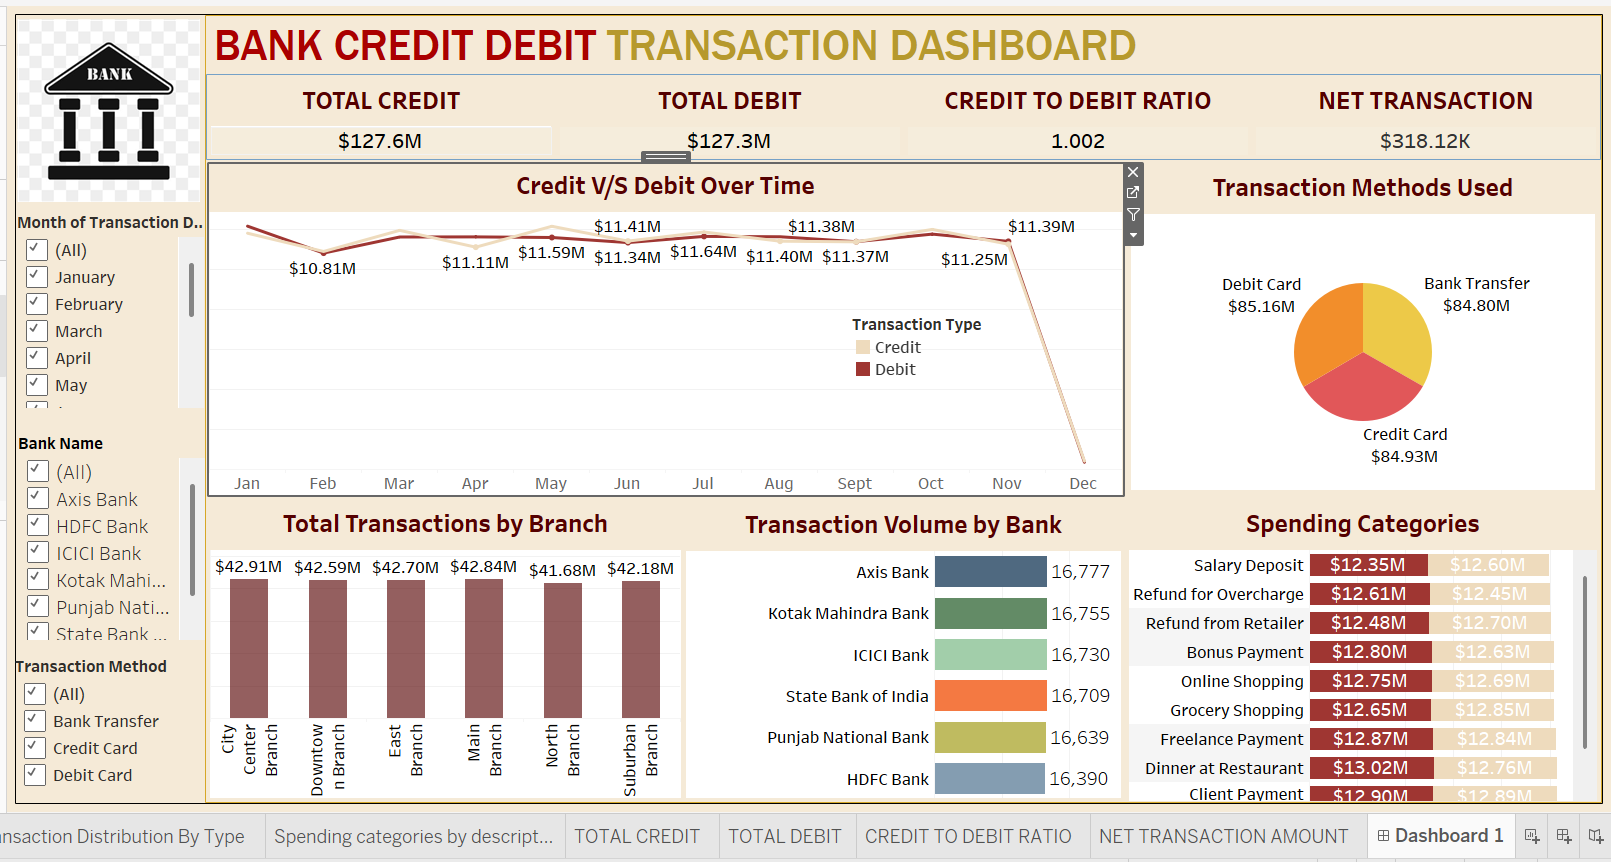 BANK CREDIT DEBIT TRANSACTION DASHBOARD
BANK
TOTAL CREDIT
$127.6M
TOTAL DEBIT
$127.3M
CREDIT TO DEBIT RATIO
1.002
NET TRANSACTION
$318.12K
Month of Transaction D..
(All)
January
February
March
April
May
Bank Name
(All)
Axis Bank
HDFC Bank
ICICI Bank
Kotak Mahi...
Punjab Nati...
State Bank ...
Transaction Method
(All)
Bank Transfer
Credit Card
Debit Card
Credit V/S Debit Over Time
$11.41M
$11.38M
$11.39M
$10.81M
$11.11M
$11.59M
$11.34M
$11.64M
$11.40M
$11.37M
$11.25M
Transaction Type
Credit
Debit
Jan
Feb
Mar
Apr
May
Jun
Jul
Aug
Sept
Oct
Nov
Dec
Transaction Methods Used
Debit Card
$85.16M
Bank Transfer
$84.80M
Credit Card
$84.93M
Total Transactions by Branch
$42.91M
$42.59M
$42.70M
$42.84M
$41.68M
$42.18M
City
Center
Branch
Downtow
n Branch
East
Branch
Main
Branch
North
Branch
Suburban
Branch
Transaction Volume by Bank
Axis Bank 16,777
Kotak Mahindra Bank 16,755
ICICI Bank 16,730
State Bank of India 16,709
Punjab National Bank 16,639
HDFC Bank 16,390
Spending Categories
Salary Deposit $12.35M $12.60M
Refund for Overcharge $12.61M $12.45M
Refund from Retailer $12.48M $12.70M
Bonus Payment $12.80M $12.63M
Online Shopping $12.75M $12.69M
Grocery Shopping $12.65M $12.85M
Freelance Payment $12.87M $12.84M
Dinner at Restaurant $13.02M $12.76M
Client Payment $12.90M $12.89M
nsaction Distribution By Type
Spending categories by descript...
TOTAL CREDIT
TOTAL DEBIT
CREDIT TO DEBIT RATIO
NET TRANSACTION AMOUNT
Dashboard 1